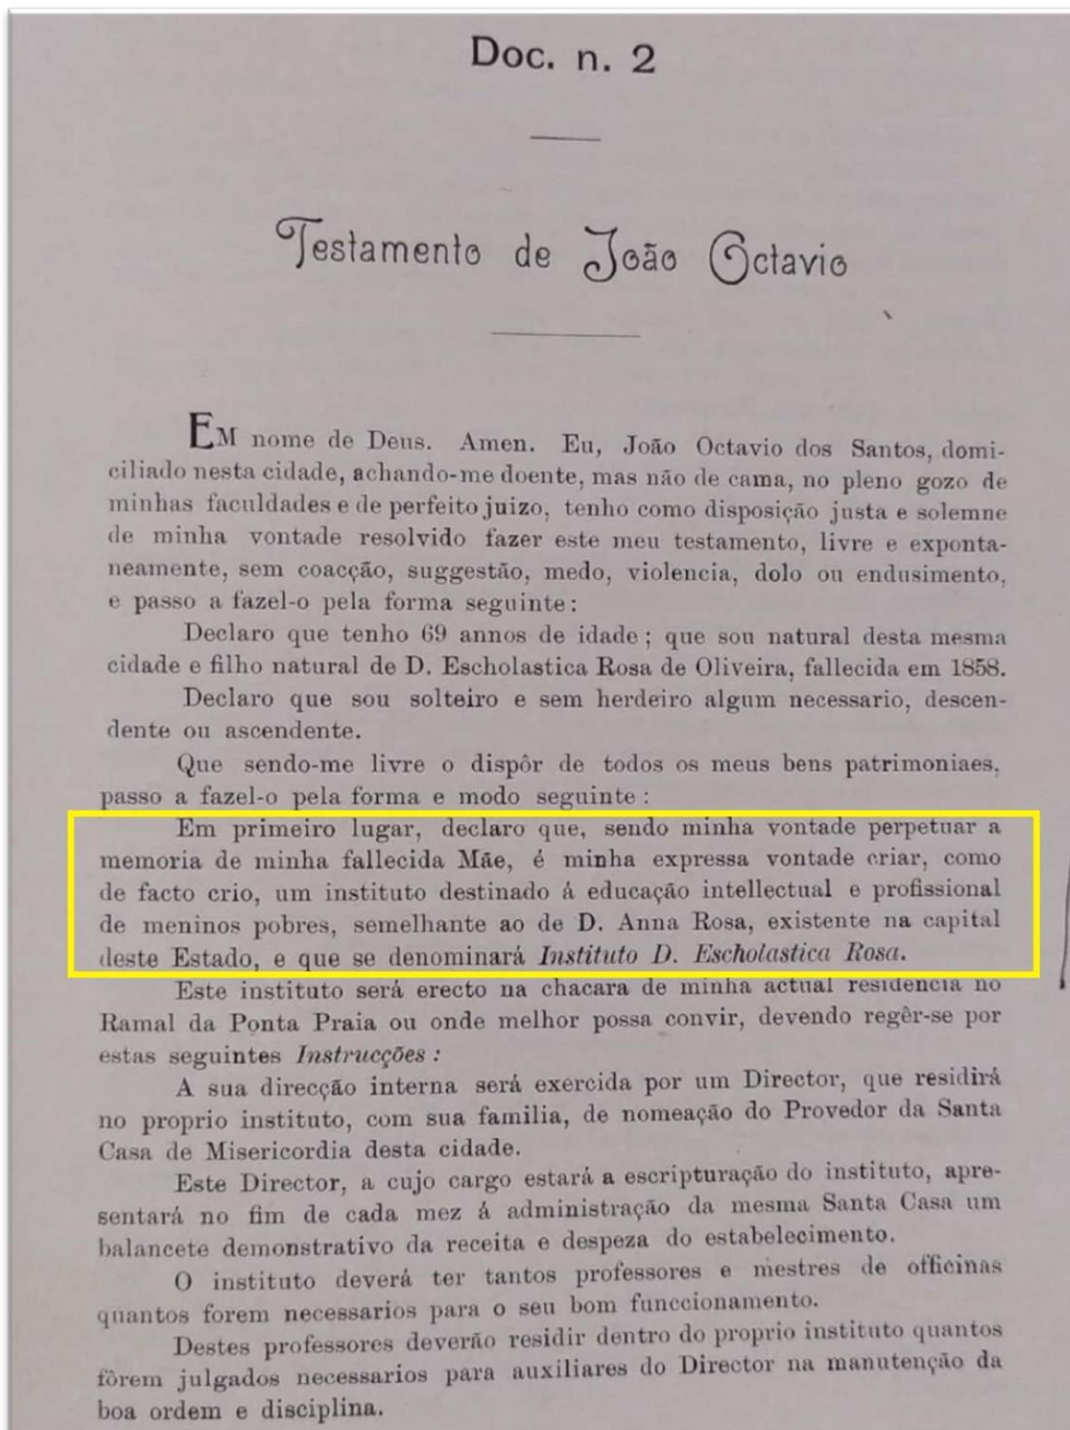 Doc. n. 2
Testamento de João Octavio
EM nome de Deus. Amen. Eu, João Octavio dos Santos, domi-
ciliado nesta cidade, achando-me doente, mas não de cama, no pleno gozo de
minhas faculdades e de perfeito juizo, tenho como disposição justa e solemne
de minha vontade resolvido fazer este meu testamento, livre e exponta-
neamente, sem coacção, suggestão, medo, violencia, dolo ou endusimento,
e passo a fazel-o pela forma seguinte:
Declaro que tenho 69 annos de idade; que sou natural desta mesma
cidade e filho natural de D. Escholastica Rosa de Oliveira, fallecida em 1858.
Declaro que sou solteiro e sem herdeiro algum necessario, descen-
dente ou ascendente.
Que sendo-me livre o dispôr de todos os meus bens patrimoniaes,
passo a fazel-o pela forma e modo seguinte:
Em primeiro lugar, declaro que, sendo minha vontade perpetuar a
memoria de minha fallecida Mãe, é minha expressa vontade criar, como
de facto crio, um instituto destinado á educação intellectual e profissional
de meninos pobres, semelhante ao de D. Anna Rosa, existente na capital
deste Estado, e que se denominará Instituto D. Escholastica Rosa.
Este instituto será erecto na chacara de minha actual residencia no
Ramal da Ponta Praia ou onde melhor possa convir, devendo regêr-se por
estas seguintes Instrucções:
A sua direcção interna será exercida por um Director, que residirá
no proprio instituto, com sua familia, de nomeação do Provedor da Santa
Casa de Misericordia desta cidade.
Este Director, a cujo cargo estará a escripturação do instituto, apre-
sentará no fim de cada mez á administração da mesma Santa Casa um
balancete demonstrativo da receita e despeza do estabelecimento.
O instituto deverá ter tantos professores e mestres de officinas
quantos forem necessarios para o seu bom funccionamento.
Destes professores deverão residir dentro do proprio instituto quantos
fôrem julgados necessarios para auxiliares do Director na manutenção da
boa ordem e disciplina.